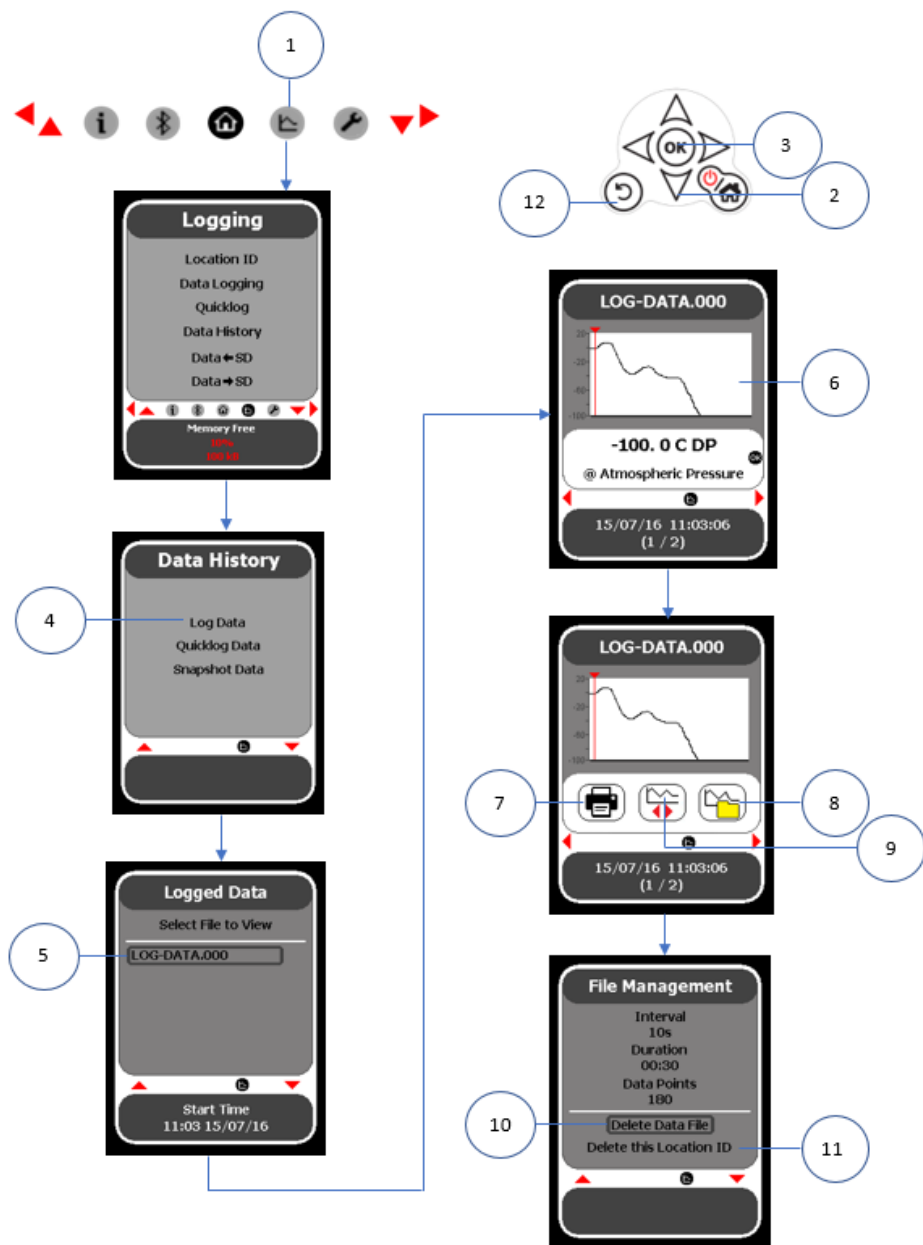 1
i
Logging
Location ID
Data Logging
Quicklog
Data History
Data SD
Data SD
Memory Free
Data History
4
Log Data
Quicklog Data
Snapshot Data
Logged Data
Select File to View
5
LOG-DATA.000
Start Time
11:03 15/07/16
OK
3
12
2
LOG-DATA.000
20
-20
-60
-100
6
-100. 0 C DP
OK
@ Atmospheric Pressure
15/07/16 11:03:06
(1 / 2)
LOG-DATA.000
20
-20
-60
-100
7
8
9
15/07/16 11:03:06
(1 / 2)
File Management
Interval
10s
Duration
00:30
Data Points
180
10
Delete Data File
Delete this Location ID
11